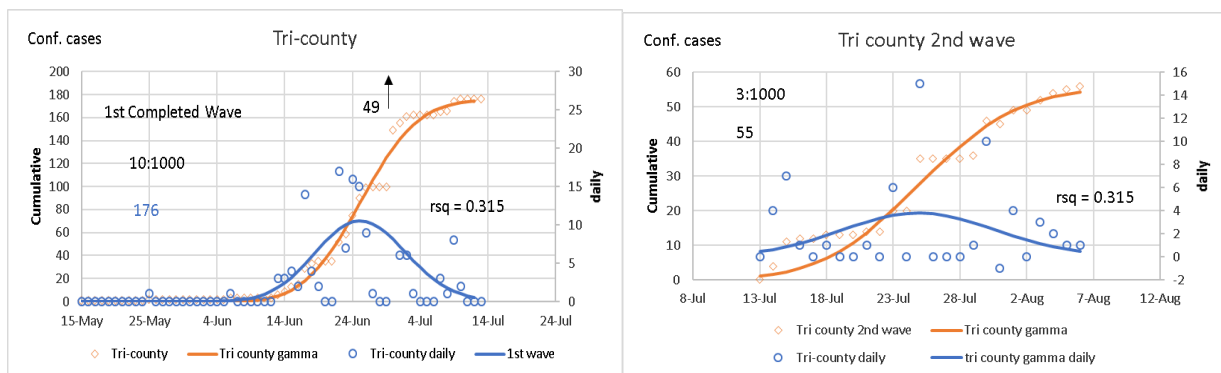 Conf. cases
Tri-county
200
180
160
140
120
100
80
60
40
20
0
Cumulative
30
25
20
15
10
5
0
daily
1st Completed Wave
10:1000
176
49
rsq = 0.315
15-May
25-May
4-Jun
14-Jun
24-Jun
4-Jul
14-Jul
24-Jul
Tri-county
Tri county gamma
Tri-county daily
1st wave
Conf. cases
Tri county 2nd wave
60
50
40
30
20
10
0
Cumulative
16
14
12
10
8
6
4
2
0
-2
daily
3:1000
55
rsq = 0.315
8-Jul
13-Jul
18-Jul
23-Jul
28-Jul
2-Aug
7-Aug
12-Aug
Tri county 2nd wave
Tri county gamma
Tri-county daily
tri county gamma daily